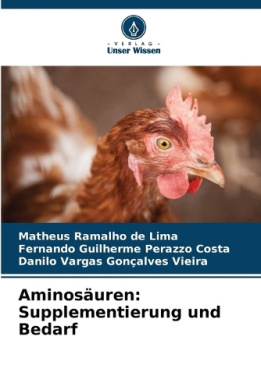 VERLAG
Unser Wissen
Matheus Ramalho de Lima
Fernando Guilherme Perazzo Costa
Danilo Vargas Gonçalves Vieira
Aminosäuren:
Supplementierung und
Bedarf